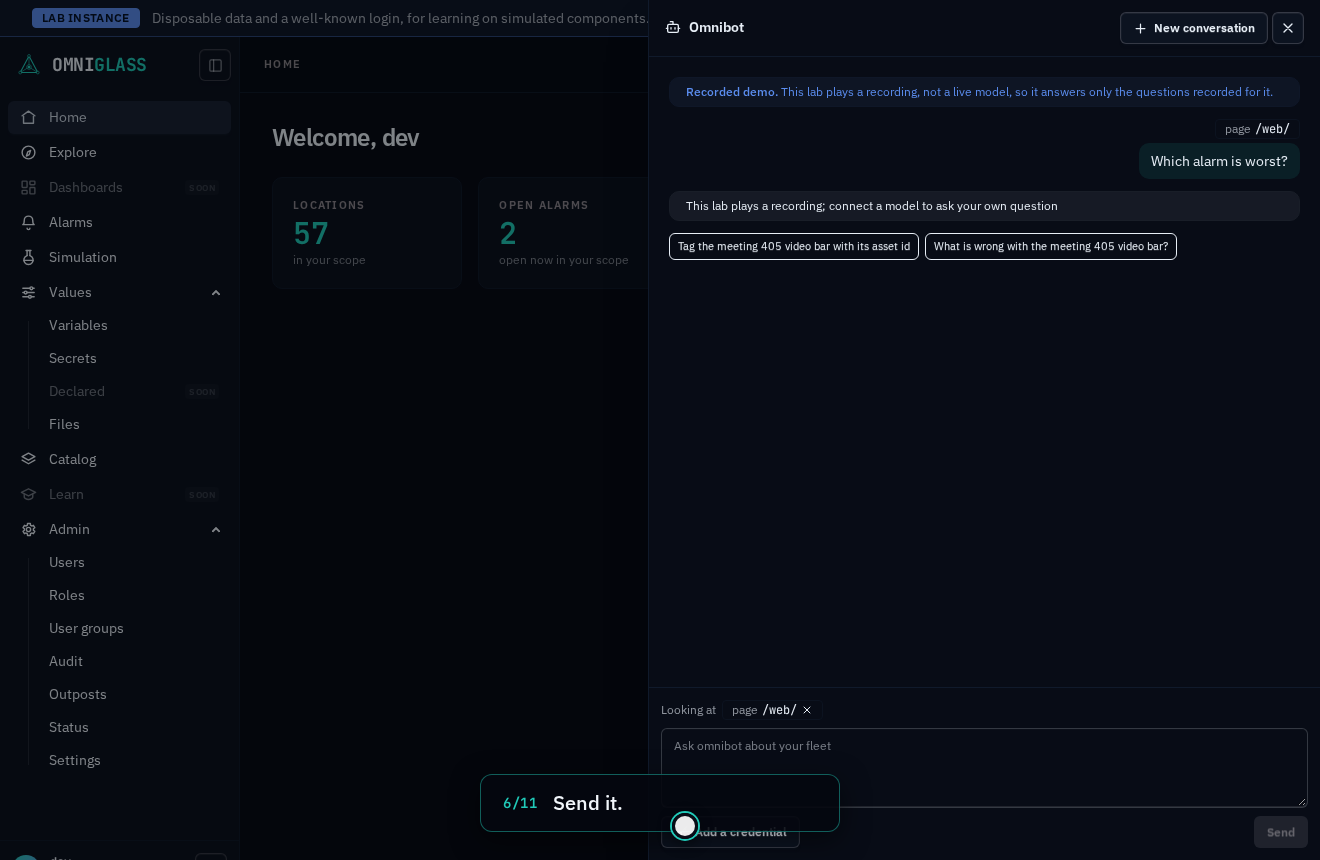 LAB INSTANCE Disposable data and a well-known login, for learning on simulated components.
OMNIGLASS
Home
Explore
Dashboards SOON
Alarms
Simulation
Values
Variables
Secrets
Declared SOON
Files
Catalog
Learn SOON
Admin
Users
Roles
User groups
Audit
Outposts
Status
Settings
HOME
Welcome, dev
LOCATIONS
57
in your scope
OPEN ALARMS
2
open now in your scope
Omnibot
New conversation
Recorded demo. This lab plays a recording, not a live model, so it answers only the questions recorded for it.
page /web/
Which alarm is worst?
This lab plays a recording; connect a model to ask your own question
Tag the meeting 405 video bar with its asset id
What is wrong with the meeting 405 video bar?
Looking at page /web/
Ask omnibot about your fleet
6/11 Send it.
Add a credential
Send